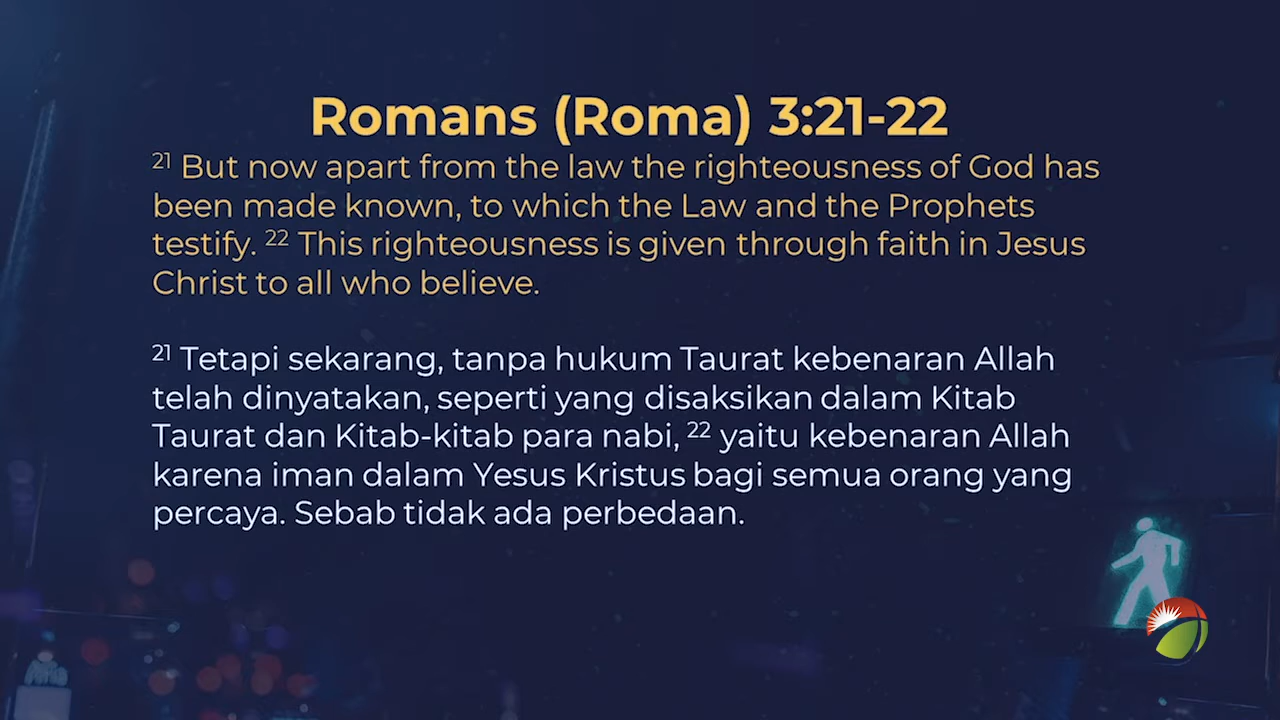 Romans (Roma) 3:21-22
21 But now apart from the law the righteousness of God has
been made known, to which the Law and the Prophets
testify. 22 This righteousness is given through faith in Jesus
Christ to all who believe.
21 Tetapi sekarang, tanpa hukum Taurat kebenaran Allah
telah dinyatakan, seperti yang disaksikan dalam Kitab
Taurat dan Kitab-kitab para nabi, 22 yaitu kebenaran Allah
karena iman dalam Yesus Kristus bagi semua orang yang
percaya. Sebab tidak ada perbedaan.